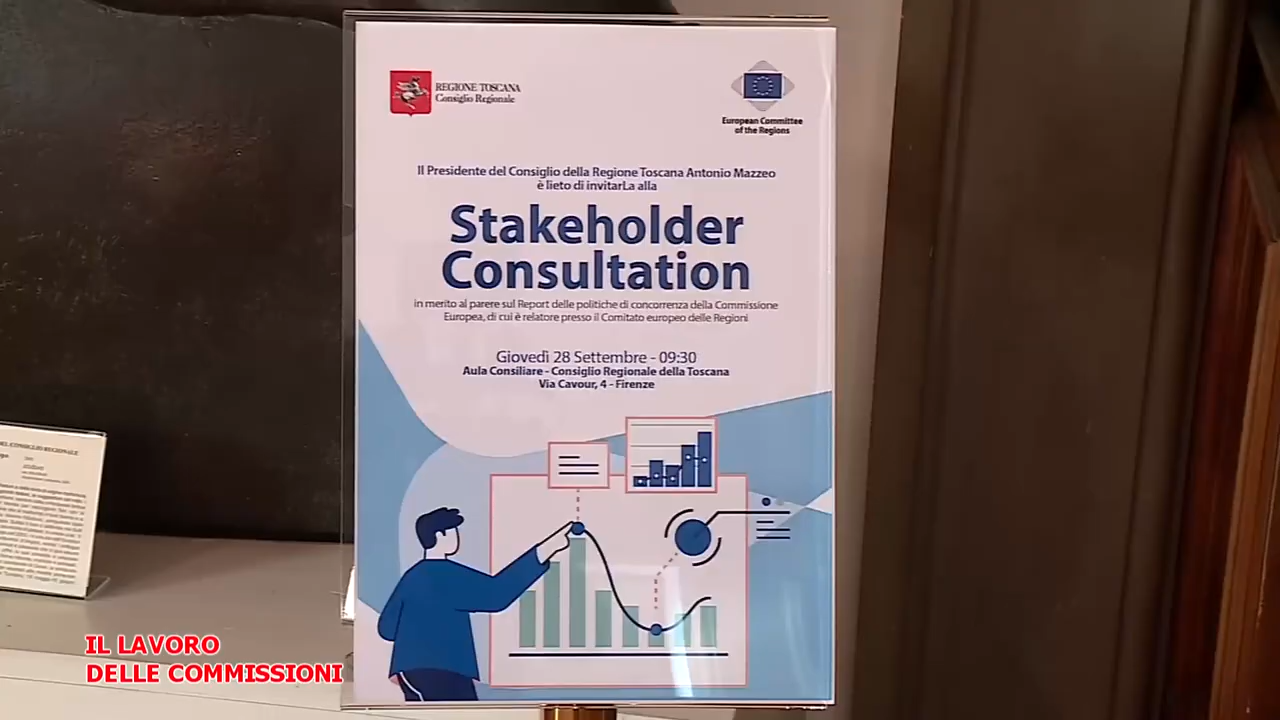 REGIONE TOSCANA
Consiglio Regionale
European Committee
of the Regions
Il Presidente del Consiglio della Regione Toscana Antonio Mazzeo
è lieto di invitarLa alla
Stakeholder
Consultation
in merito al parere sul Report delle politiche di concorrenza della Commissione
Europea, di cui è relatore presso il Comitato europeo delle Regioni
Giovedì 28 Settembre - 09:30
Aula Consiliare - Consiglio Regionale della Toscana
Via Cavour, 4 - Firenze
DEL CONSIGLIO REGIONALE
IL LAVORO
DELLE COMMISSIONI